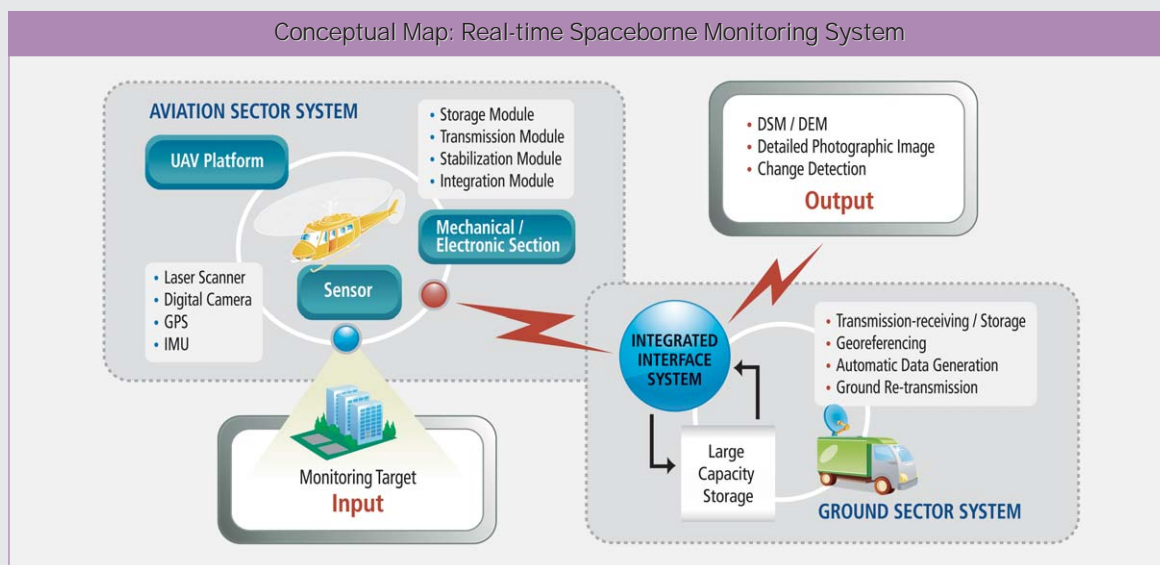 Conceptual Map: Real-time Spaceborne Monitoring System
AVIATION SECTOR SYSTEM
UAV Platform
• Storage Module
• Transmission Module
• Stabilization Module
• Integration Module
Mechanical /
Electronic Section
Sensor
• Laser Scanner
• Digital Camera
• GPS
• IMU
Monitoring Target
Input
• DSM / DEM
• Detailed Photographic Image
• Change Detection
Output
INTEGRATED
INTERFACE
SYSTEM
• Transmission-receiving / Storage
• Georeferencing
• Automatic Data Generation
• Ground Re-transmission
Large
Capacity
Storage
GROUND SECTOR SYSTEM